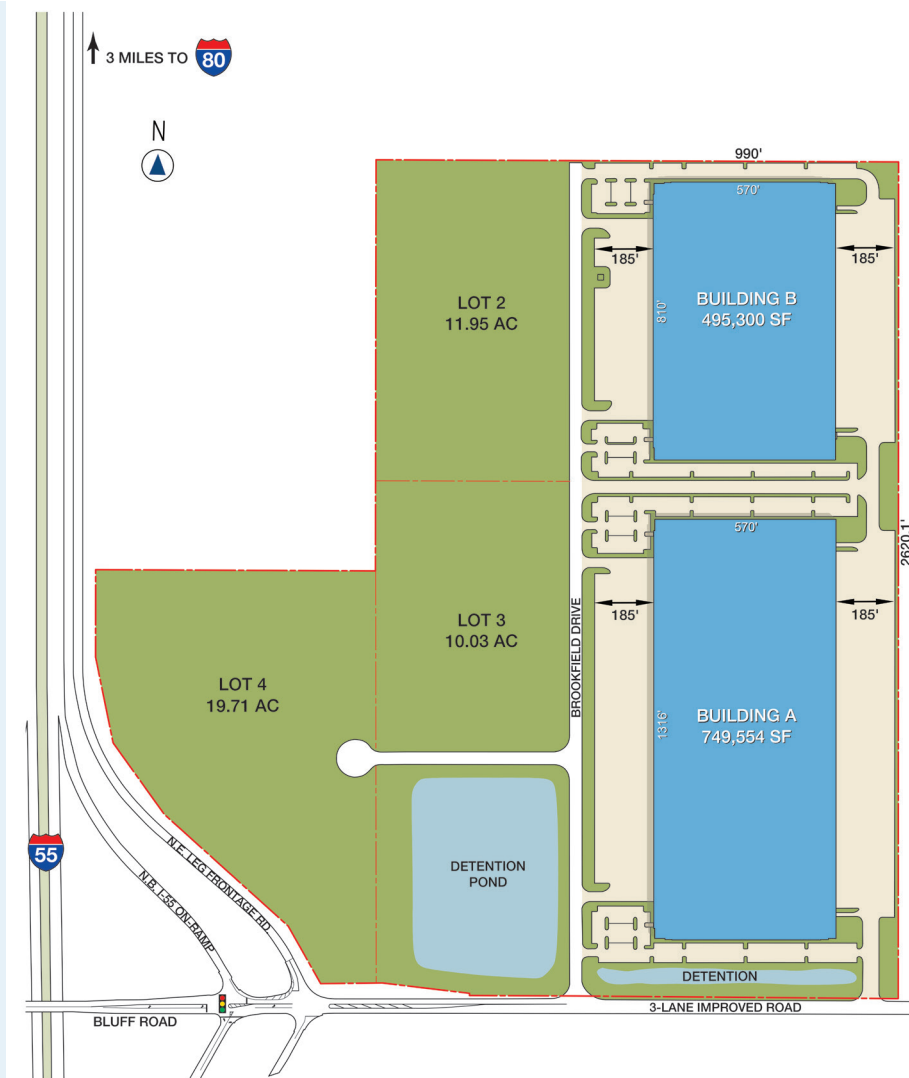 3 MILES TO 80
N
990'
570'
185'
185'
LOT 2
11.95 AC
BUILDING B
495,300 SF
810'
570'
2620.1'
185'
185'
LOT 3
10.03 AC
BROOKFIELD DRIVE
LOT 4
19.71 AC
BUILDING A
749,554 SF
1316'
55
N.E. LEG FRONTAGE RD.
N.B. I-55 ON-RAMP
DETENTION
POND
DETENTION
BLUFF ROAD
3-LANE IMPROVED ROAD